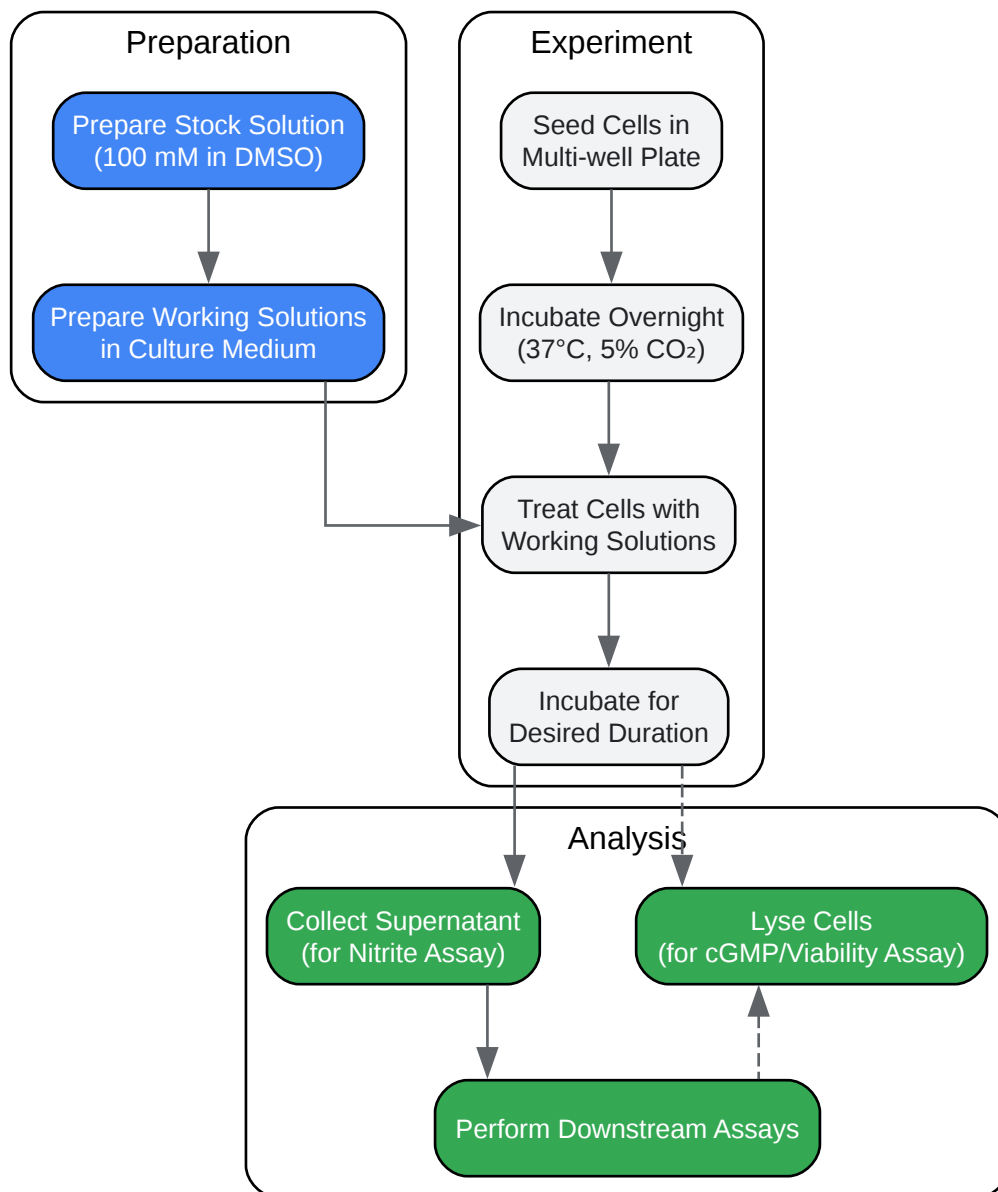 Preparation
Prepare Stock Solution
(100 mM in DMSO)
Prepare Working Solutions
in Culture Medium
Experiment
Seed Cells in
Multi-well Plate
Incubate Overnight
(37°C, 5% CO₂)
Treat Cells with
Working Solutions
Incubate for
Desired Duration
Analysis
Collect Supernatant
(for Nitrite Assay)
Lyse Cells
(for cGMP/Viability Assay)
Perform Downstream Assays